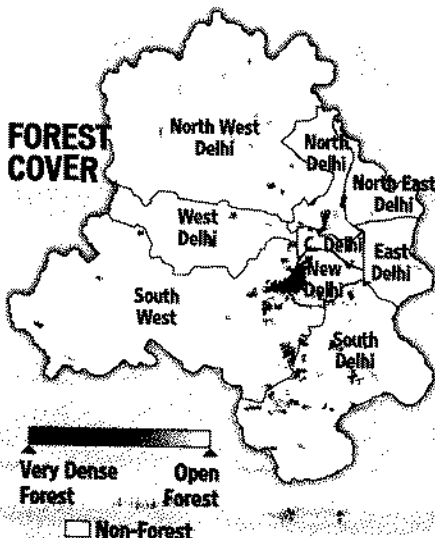 FOREST
COVER
North West
Delhi
North
Delhi
North East
Delhi
West
Delhi
C. Delhi
New
Delhi
East
Delhi
South
West
South
Delhi
Very Dense
Forest
Open
Forest
Non-Forest